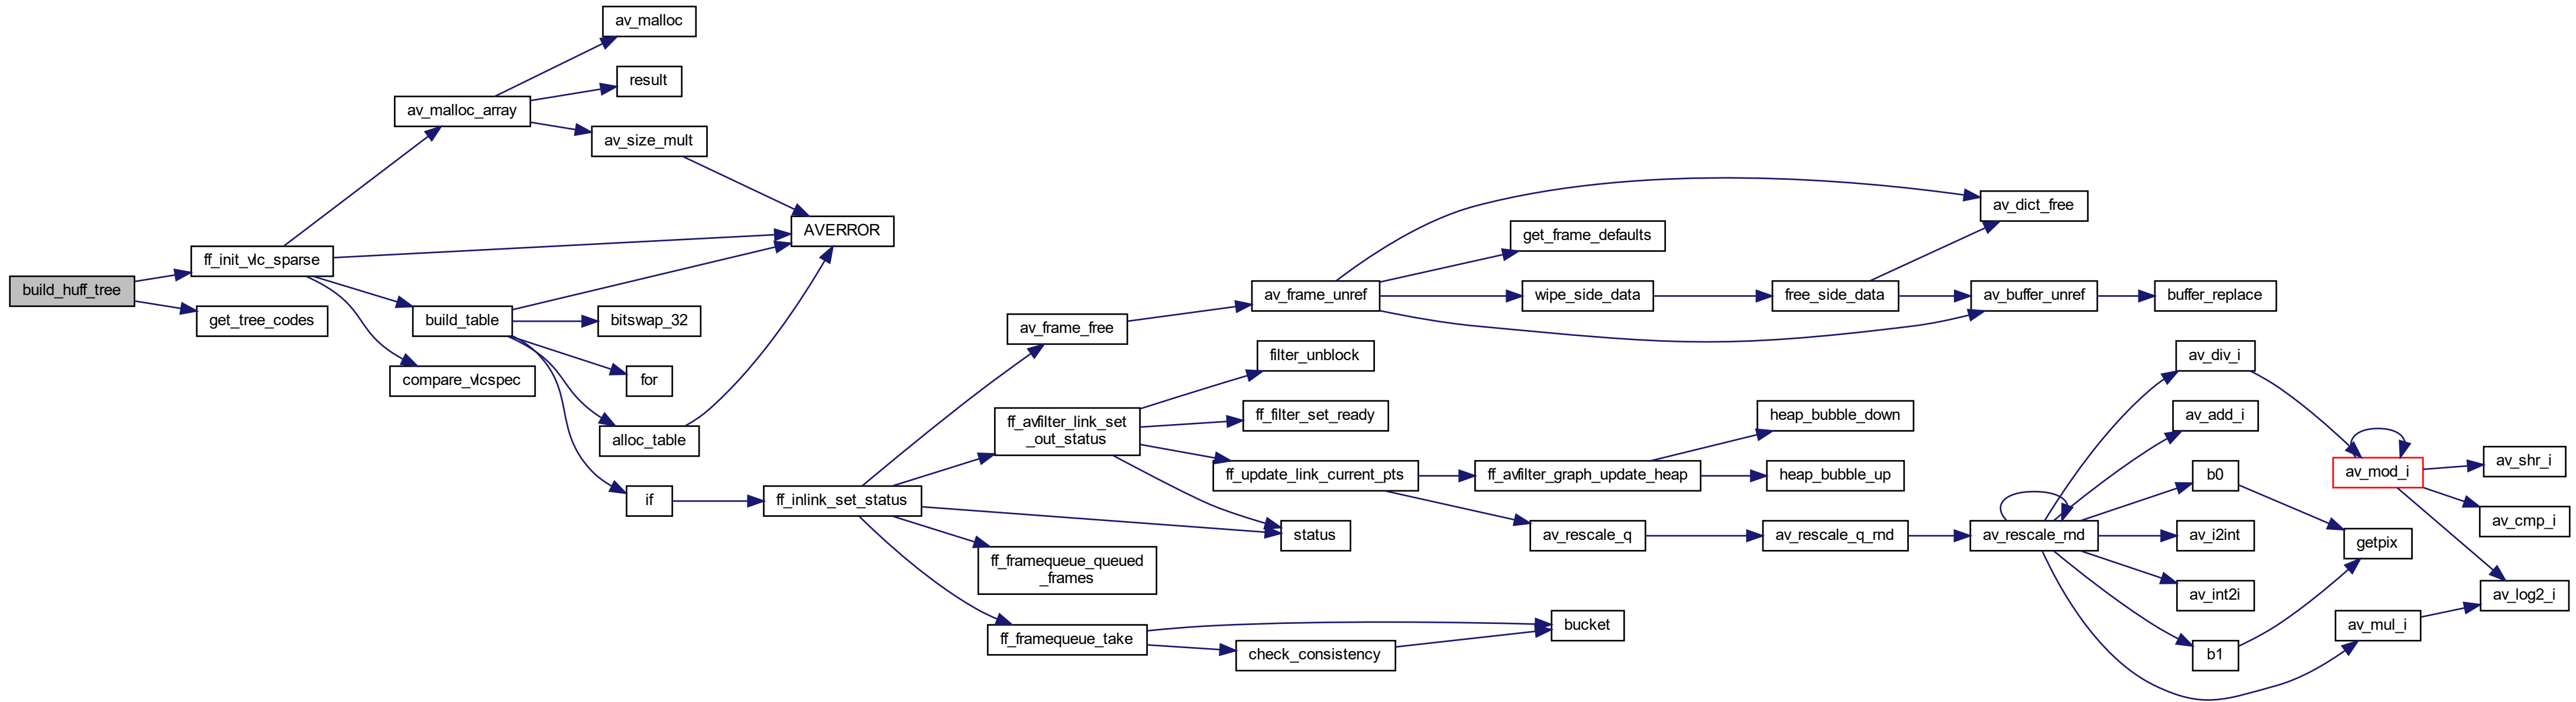 build_huff_tree
ff_init_vlc_sparse
get_tree_codes
av_malloc_array
build_table
compare_vlcspec
av_malloc
result
av_size_mult
AVERROR
bitswap_32
for
alloc_table
if
ff_inlink_set_status
av_frame_free
ff_avfilter_link_set
_out_status
ff_framequeue_queued
_frames
ff_framequeue_take
av_frame_unref
filter_unblock
ff_filter_set_ready
ff_update_link_current_pts
status
check_consistency
bucket
get_frame_defaults
wipe_side_data
free_side_data
av_dict_free
av_buffer_unref
buffer_replace
ff_avfilter_graph_update_heap
heap_bubble_down
heap_bubble_up
av_rescale_q
av_rescale_q_rnd
av_rescale_rnd
av_div_i
av_add_i
b0
av_i2int
av_int2i
b1
av_mod_i
getpix
av_mul_i
av_shr_i
av_cmp_i
av_log2_i